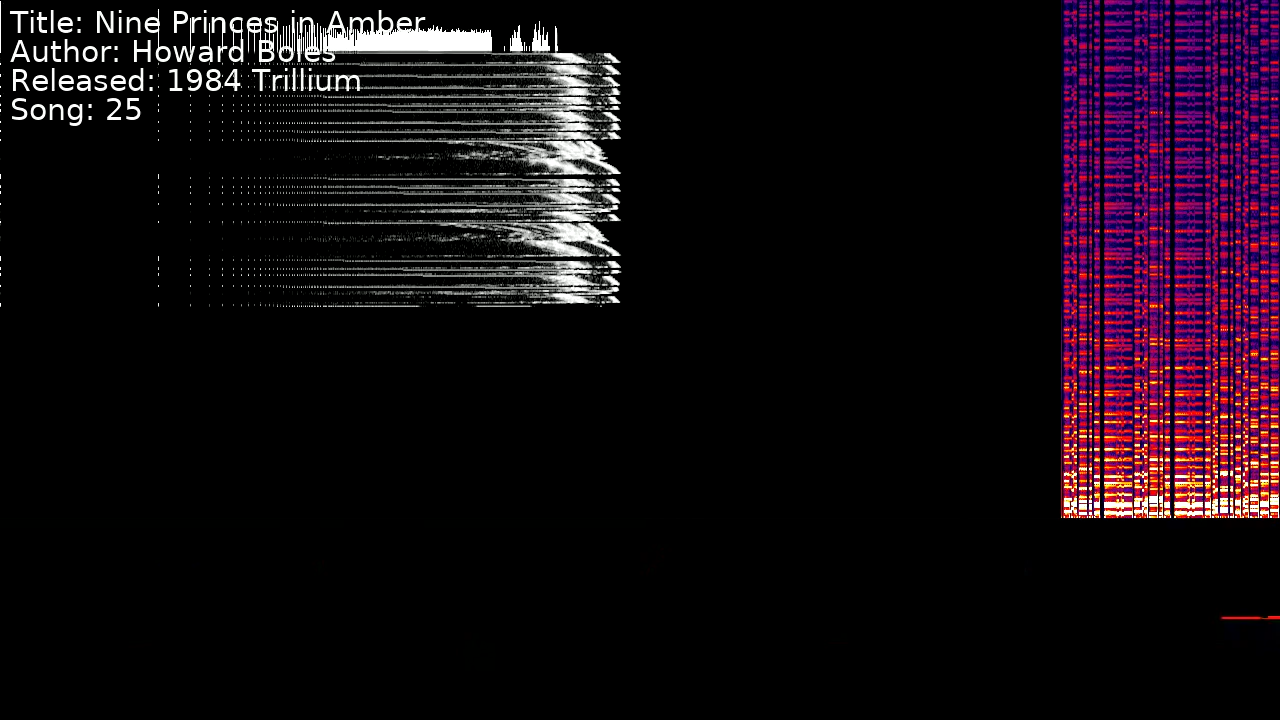 Title: Nine Princes in Amber
Author: Howard Boles
Released: 1984 Trillium
Song: 25